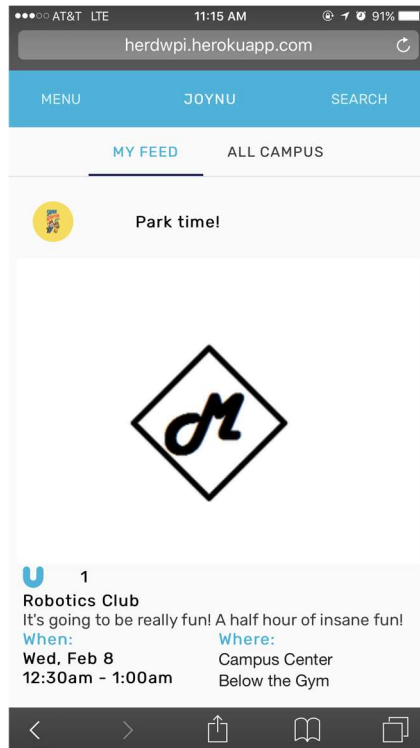 AT&T LTE 11:15 AM 91%
herdwpi.herokuapp.com
MENU JOYNU SEARCH
MY FEED ALL CAMPUS
Park time!
M
U 1
Robotics Club
It's going to be really fun! A half hour of insane fun!
When: Where:
Wed, Feb 8 Campus Center
12:30am - 1:00am Below the Gym